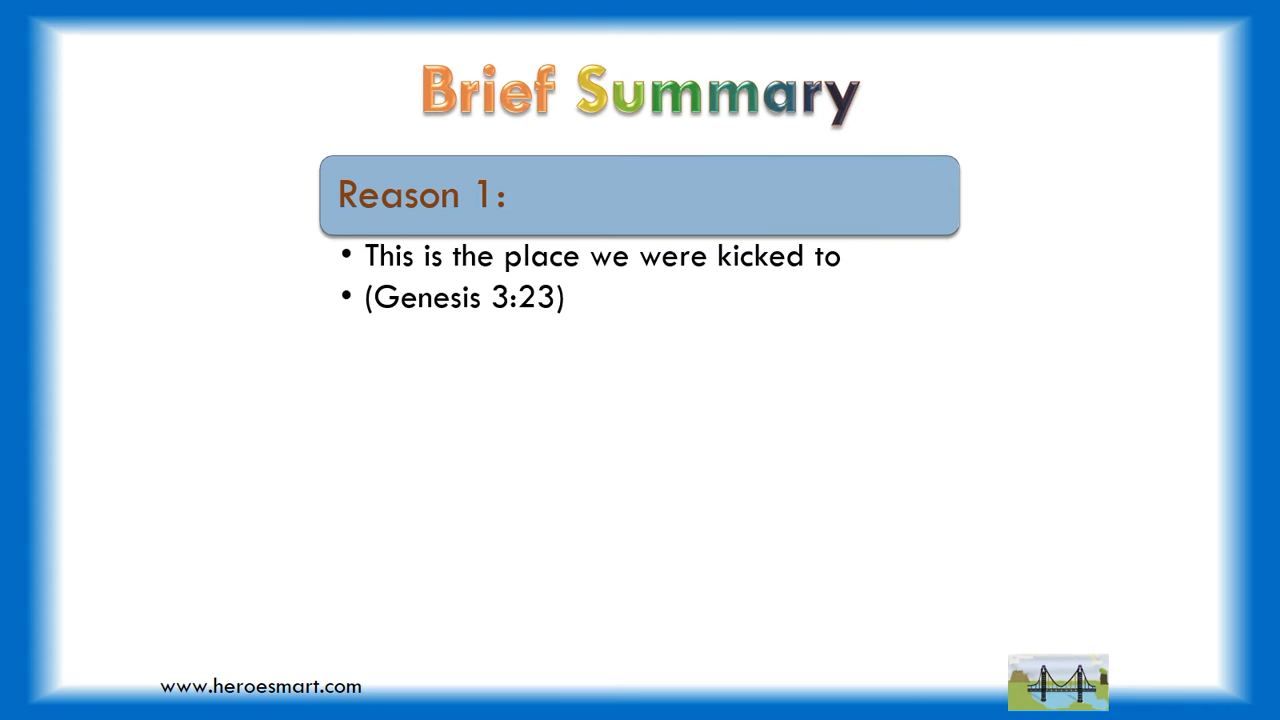 Brief Summary
Reason 1:
• This is the place we were kicked to
• (Genesis 3:23)
www.heroesmart.com